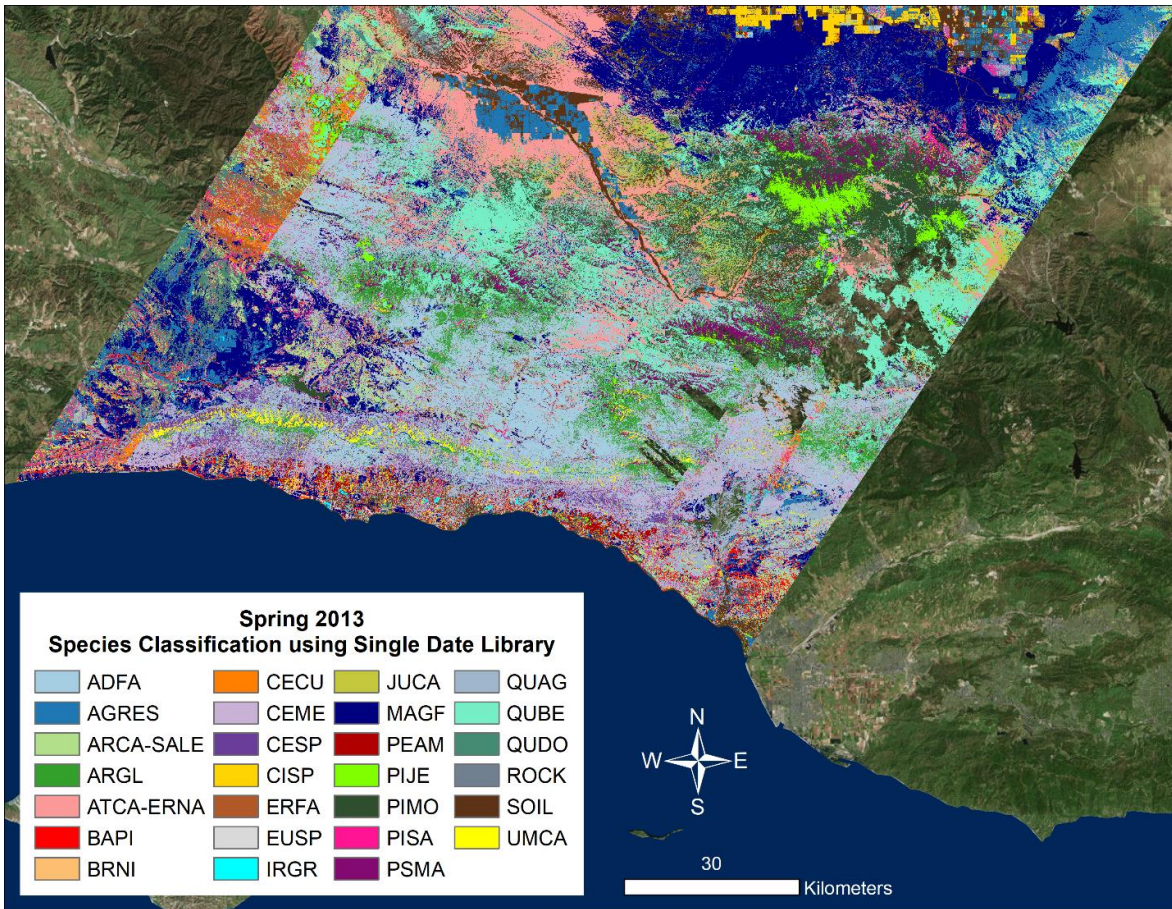 Spring 2013
Species Classification using Single Date Library
ADFA CECU JUCA QUAG
AGRES CEME MAGF QUBE
ARCA-SALE CESP PEAM QUDO
ARGL CISP PIJE ROCK
ATCA-ERNA ERFA PIMO SOIL
BAPI EUSP PISA UMCA
BRNI IRGR PSMA
N
W E
S
30
Kilometers